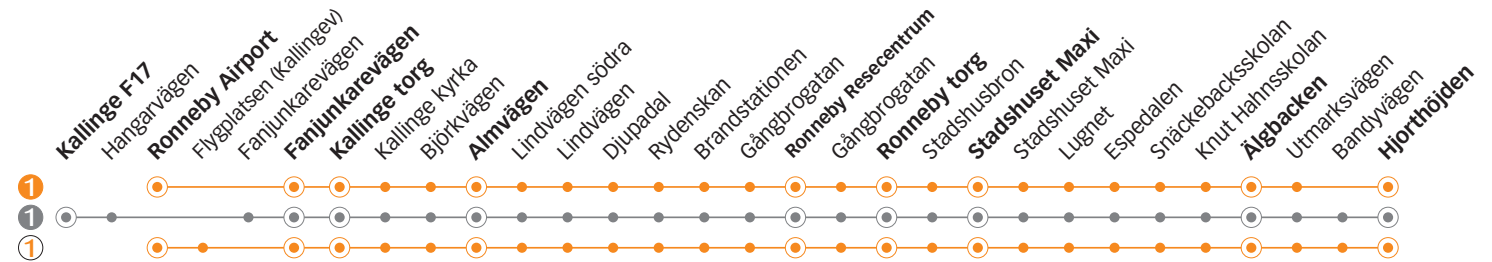 Kallinge F17
Hangarvägen
Ronneby Airport
Flygplatsen (Kallingev)
Fanjunkarevägen
Fanjunkarevägen
Kallinge torg
Kallinge Kyrka
Björkvägen
Almvägen
Lindvägen södra
Lindvägen
Djupadal
Rydenskan
Brandstationen
Gångbrogatan
Ronneby Resecentrum
Gångbrogatan
Ronneby torg
Stadshusbron
Stadshuset Maxi
Stadshuset Maxi
Lugnet
Espedalen
Snäckebacksskolan
Knut Hahnsskolan
Älgbacken
Utmarksvägen
Bandyvägen
Hjorthöjden
1
1
1